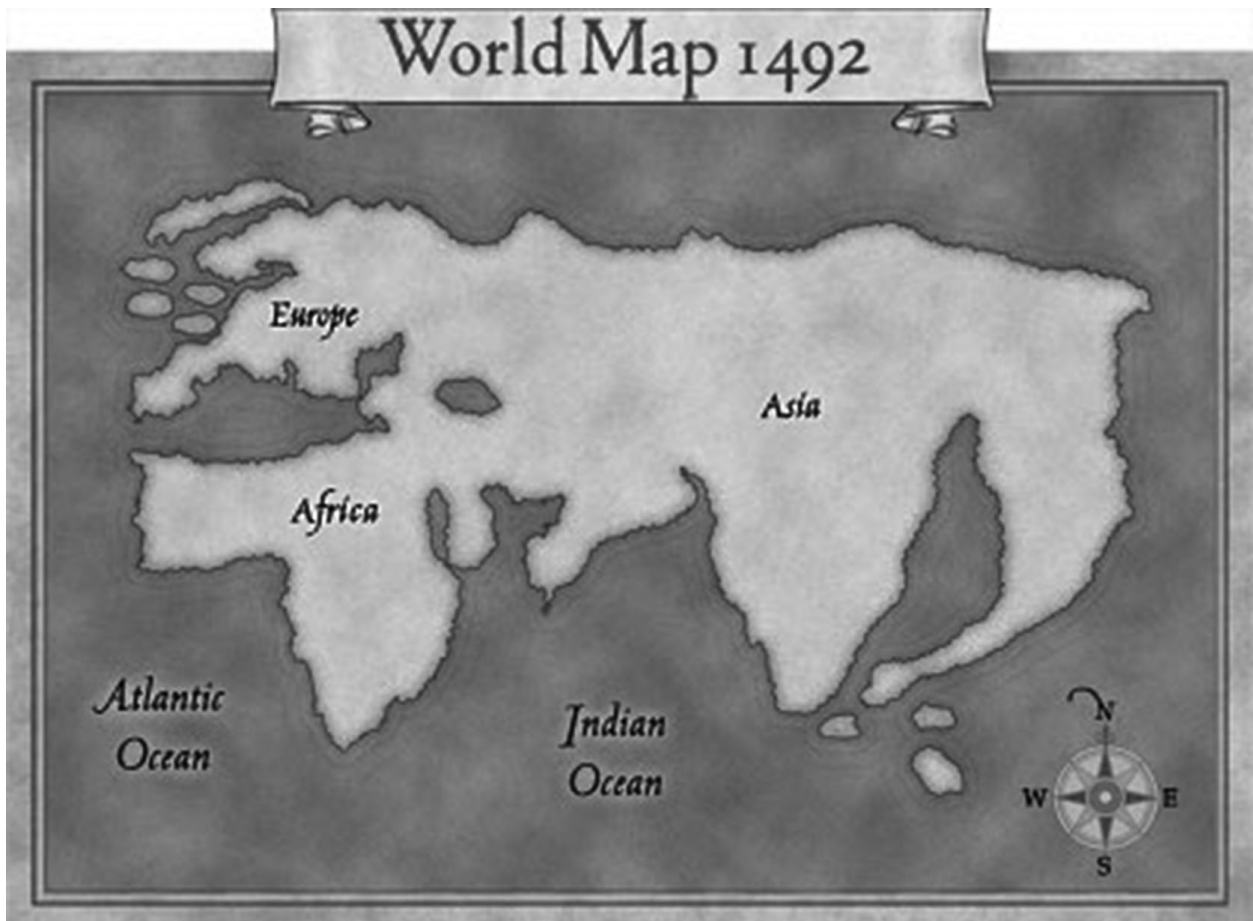 World Map 1492
Europe
Asia
Africa
Atlantic
Ocean
Indian
Ocean
N
W
E
S